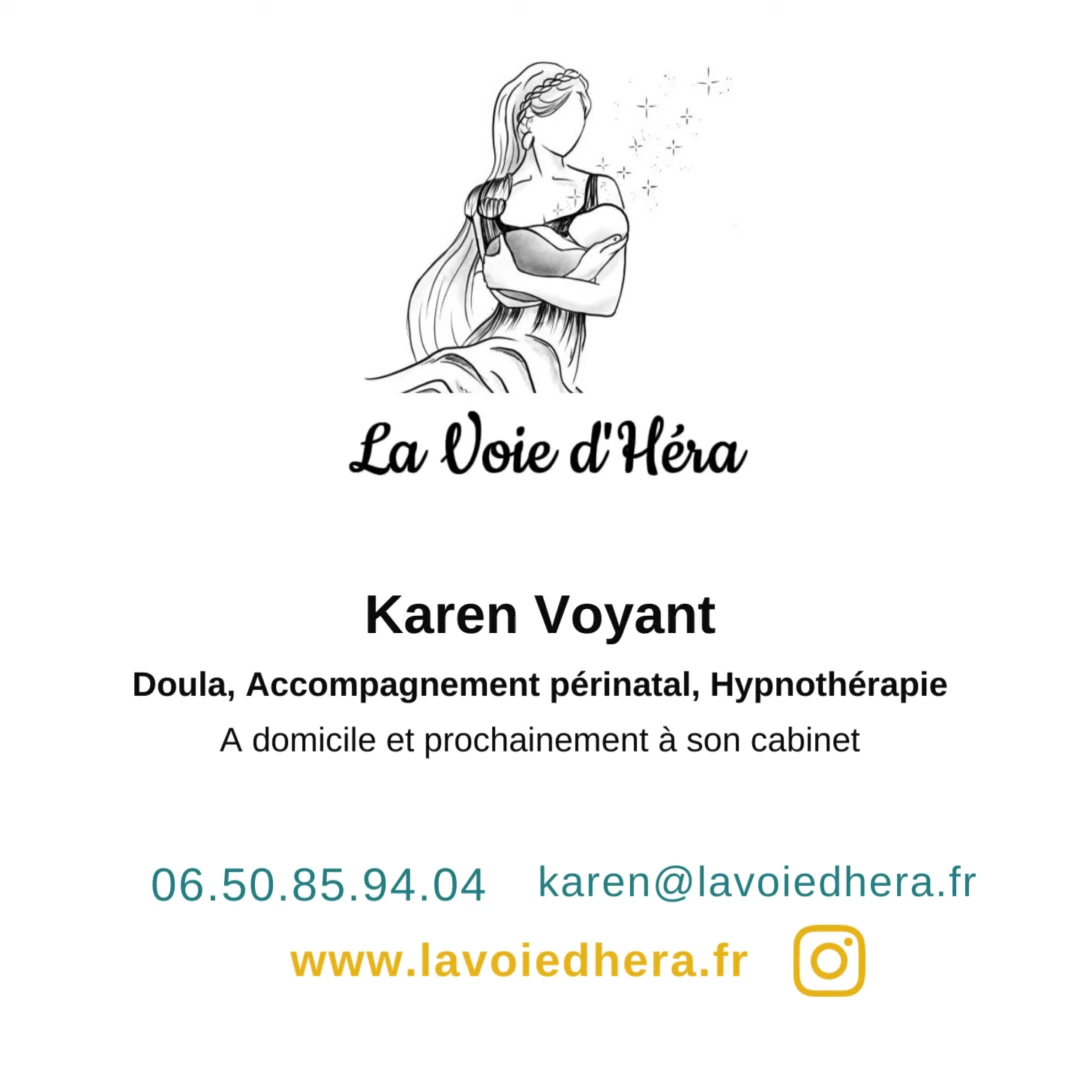 La Voie d'Héra
Karen Voyant
Doula, Accompagnement périnatal, Hypnothérapie
A domicile et prochainement à son cabinet
06.50.85.94.04 karen@lavoiedhera.fr
www.lavoiedhera.fr